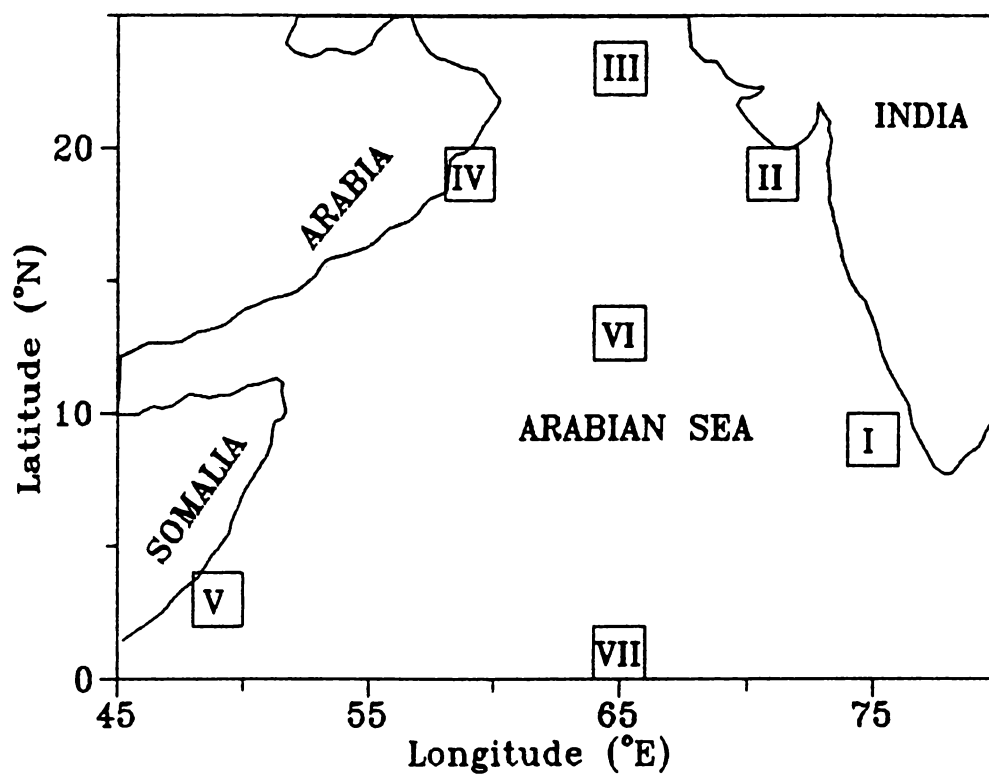 III
INDIA
20
IV
II
ARABIA
VI
10
ARABIAN SEA
I
SOMALIA
V
VII
0
45
55
65
75
Latitude (°N)
Longitude (°E)